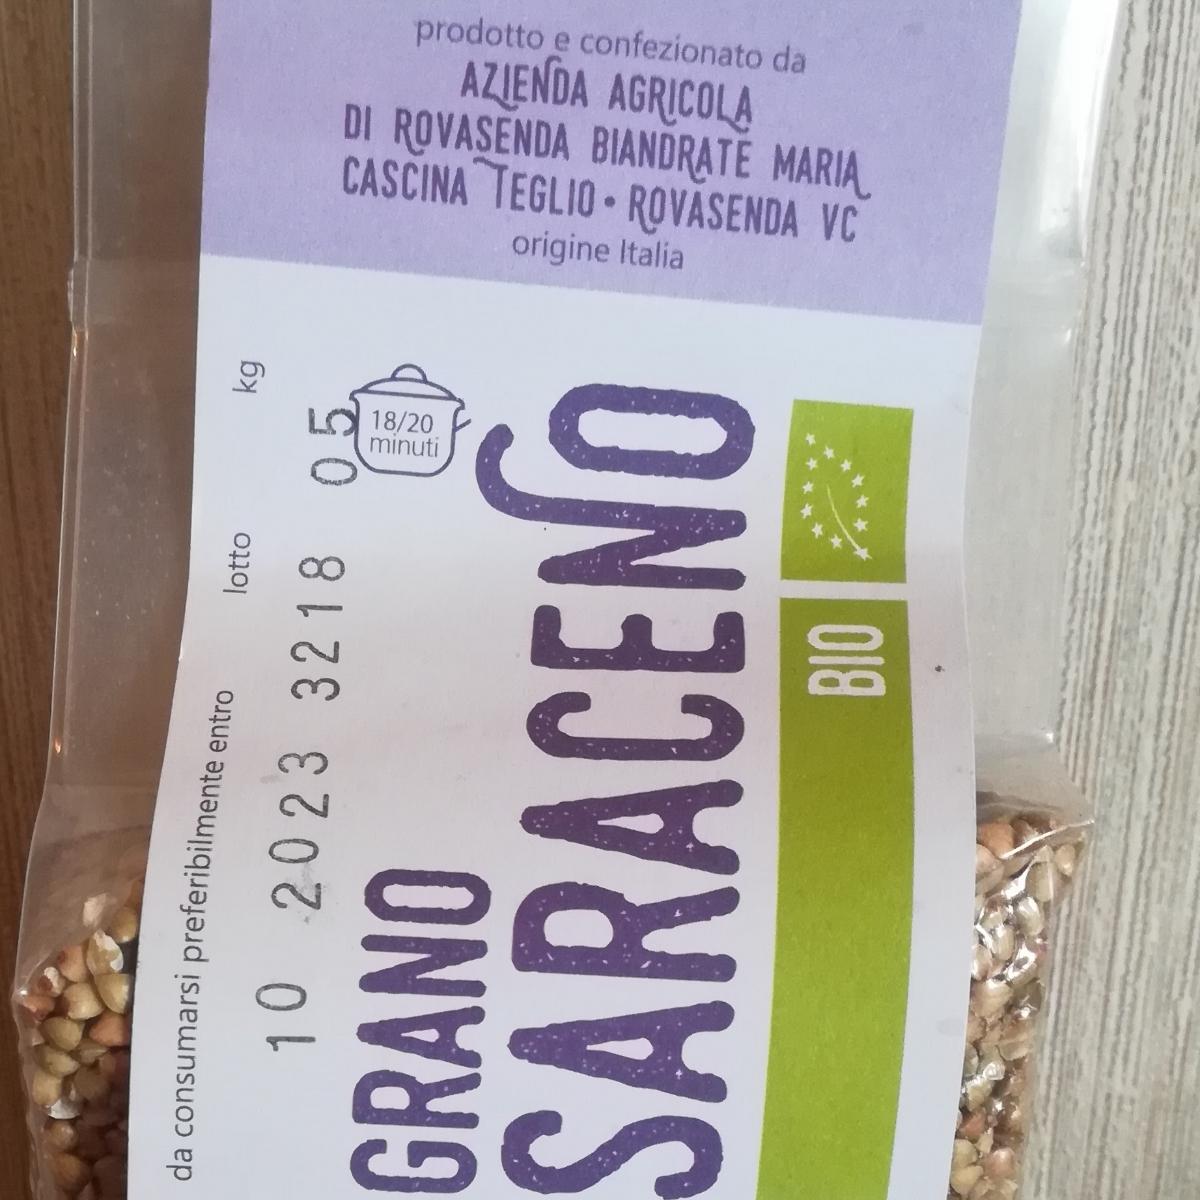 prodotto e confezionato da
AZIENDA AGRICOLA
DI ROVASENDA BIANDRATE MARIA
CASCINA TEGLIO • ROVASENDA VC
origine Italia
da consumarsi preferibilmente entro lotto kg
10 2023 3218 05
18/20
minuti
GRANO
SARACENO
BIO